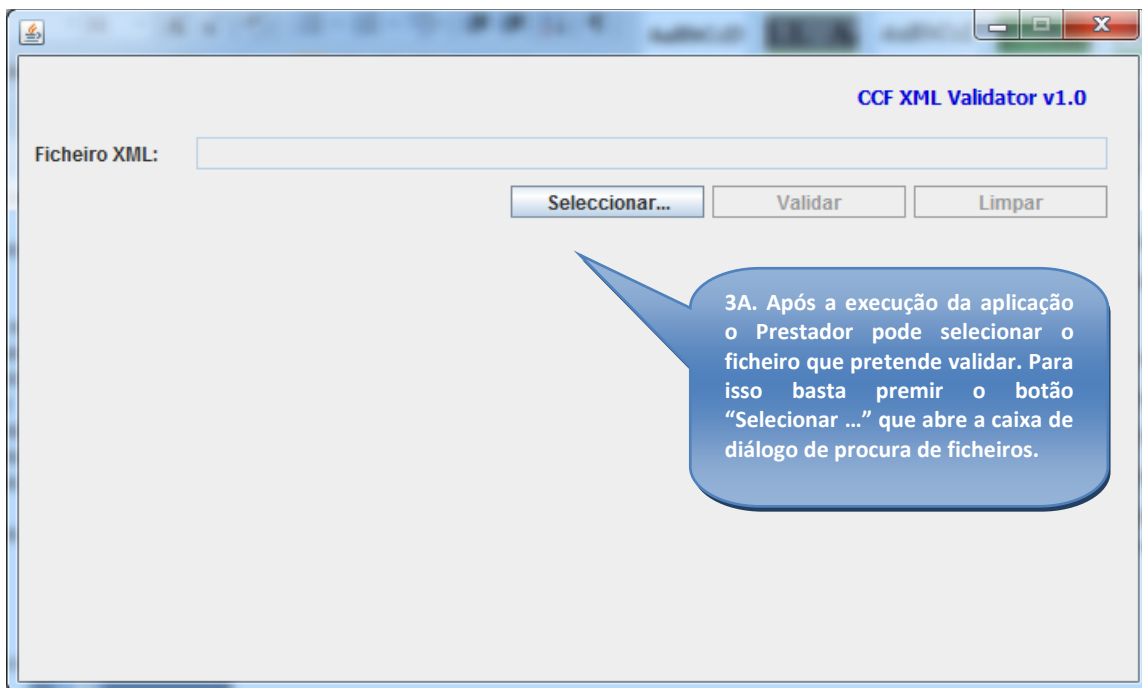 CCF XML Validator v1.0
Ficheiro XML:
Seleccionar...
Validar
Limpar
3A. Após a execução da aplicação
o Prestador pode selecionar o
ficheiro que pretende validar. Para
isso basta premir o botão
“Selecionar ...” que abre a caixa de
diálogo de procura de ficheiros.